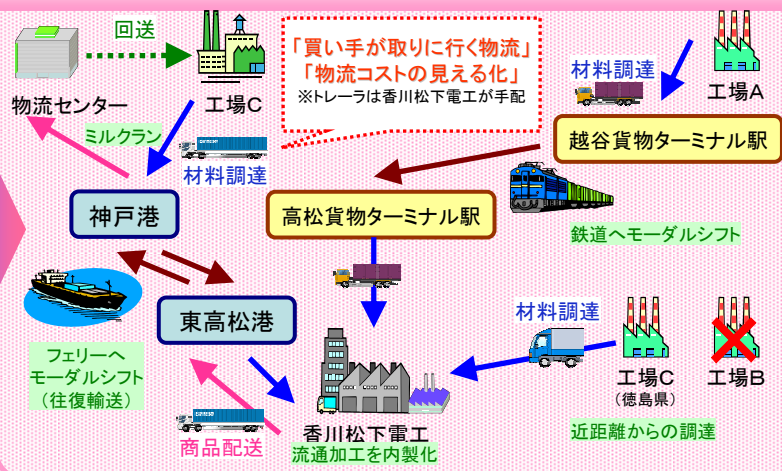 回送
物流センター
工場C
「買い手が取りに行く物流」
「物流コストの見える化」
※トレーラは香川松下電工が手配
材料調達
工場A
ミルクラン
材料調達
越谷貨物ターミナル駅
神戸港
高松貨物ターミナル駅
鉄道へモーダルシフト
東高松港
フェリーへ
モーダルシフト
(往復輸送)
材料調達
工場C
(徳島県)
工場B
商品配送
香川松下電工
流通加工を内製化
近距離からの調達